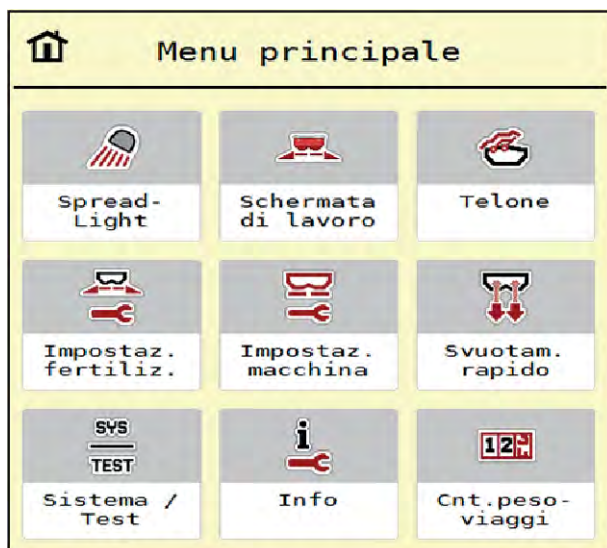 Menu principale
Spread-
Light
Schermata
di lavoro
Telone
Impostaz.
fertiliz.
Impostaz.
macchina
Svuotam.
rapido
SYS
TEST
Sistema /
Test
i
Info
12
Cnt.peso-
viaggi